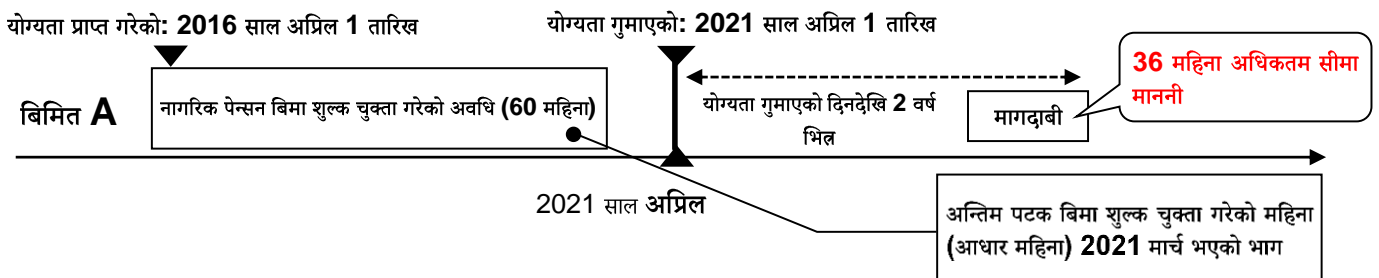 योग्यता प्राप्त गरेको: 2016 साल अप्रिल 1 तारिख
योग्यता गुमाएको: 2021 साल अप्रिल 1 तारिख
36 महिना अधिकतम सीमा
माननी
बिमित A
नागरिक पेन्सन बिमा शुल्क चुक्ता गरेको अवधि (60 महिना)
योग्यता गुमाएको दिनदेखि 2 वर्ष
भित्र
मागदाबी
2021 साल अप्रिल
अन्तिम पटक बिमा शुल्क चुक्ता गरेको महिना
(आधार महिना) 2021 मार्च भएको भाग